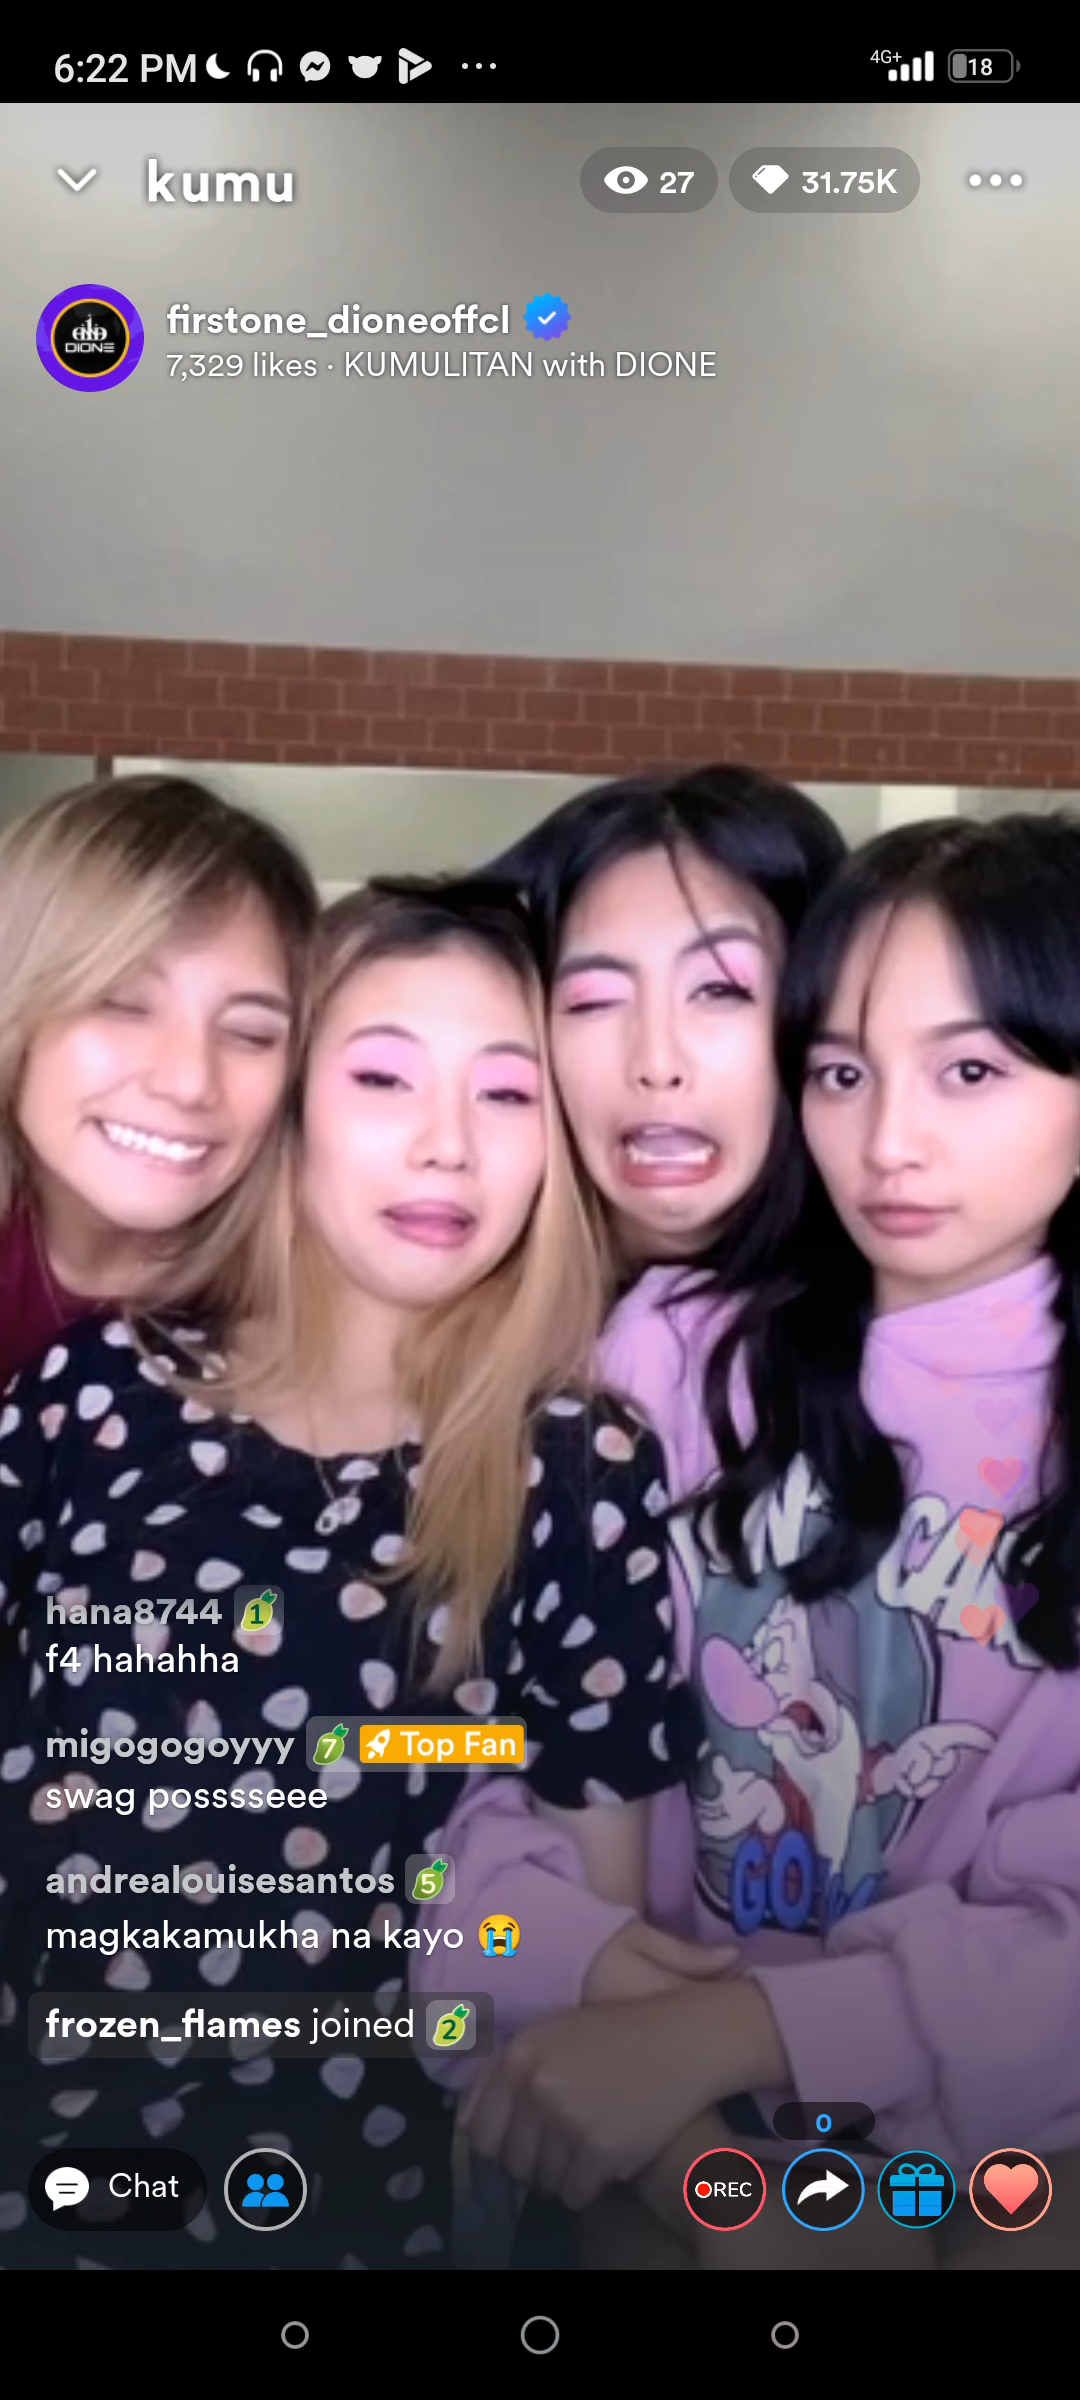 6:22 PM
4G+
18
kumu
27
31.75K
DIONE
firstone_dioneoffcl
7,329 likes · KUMULITAN with DIONE
hana8744 1
f4 hahahha
migogogoyyy 7 Top Fan
swag posssseee
andrealouisesantos 5
magkakamukha na kayo 😭
frozen_flames joined 2
0
Chat
REC